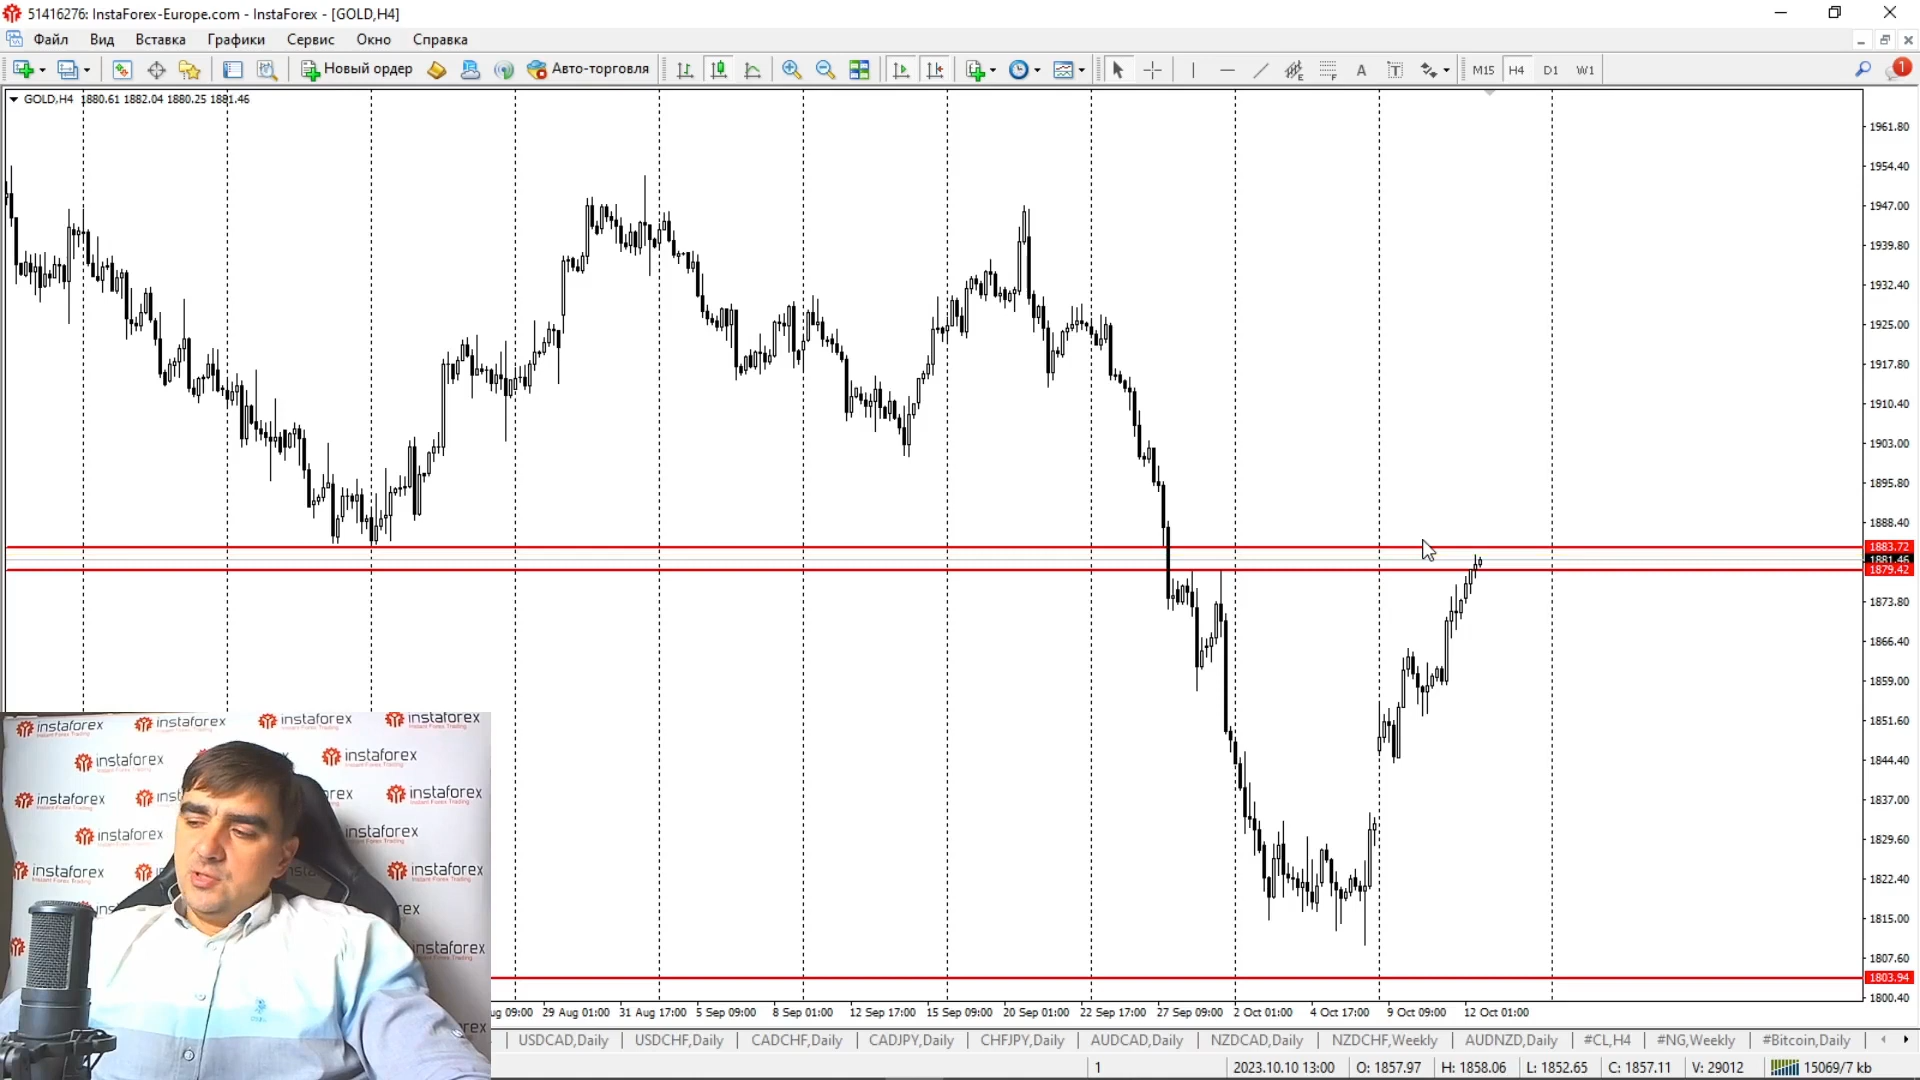 51416276: InstaForex-Europe.com - InstaForex - [GOLD,H4]
Файл Вид Вставка Графики Сервис Окно Справка
Новый ордер Авто-торговля M15 H4 D1 W1 1
GOLD,H4 1880.61 1882.04 1880.25 1881.46
1961.80
1954.40
1947.00
1939.80
1932.40
1925.00
1917.80
1910.40
1903.00
1895.80
1888.40
1883.72
1881.46
1879.42
1873.80
1866.40
1859.00
1851.60
1844.40
1837.00
1829.60
1822.40
1815.00
1807.60
1803.94
1800.40
instaforex instaforex instaforex instaforex
Instant Forex Trading
instaforex instaforex
instaforex instaforex
instaforex instaforex
instaforex instaforex
instaforex
ug 09:00 29 Aug 01:00 31 Aug 17:00 5 Sep 09:00 8 Sep 01:00 12 Sep 17:00 15 Sep 09:00 20 Sep 01:00 22 Sep 17:00 27 Sep 09:00 2 Oct 01:00 4 Oct 17:00 9 Oct 09:00 12 Oct 01:00
USDCAD,Daily USDCHF,Daily CADCHF,Daily CADJPY,Daily CHFJPY,Daily AUDCAD,Daily NZDCAD,Daily NZDCHF,Weekly AUDNZD,Daily #CL,H4 #NG,Weekly #Bitcoin,Daily
1 2023.10.10 13:00 O: 1857.97 H: 1858.06 L: 1852.65 C: 1857.11 V: 29012 15069/7 kb